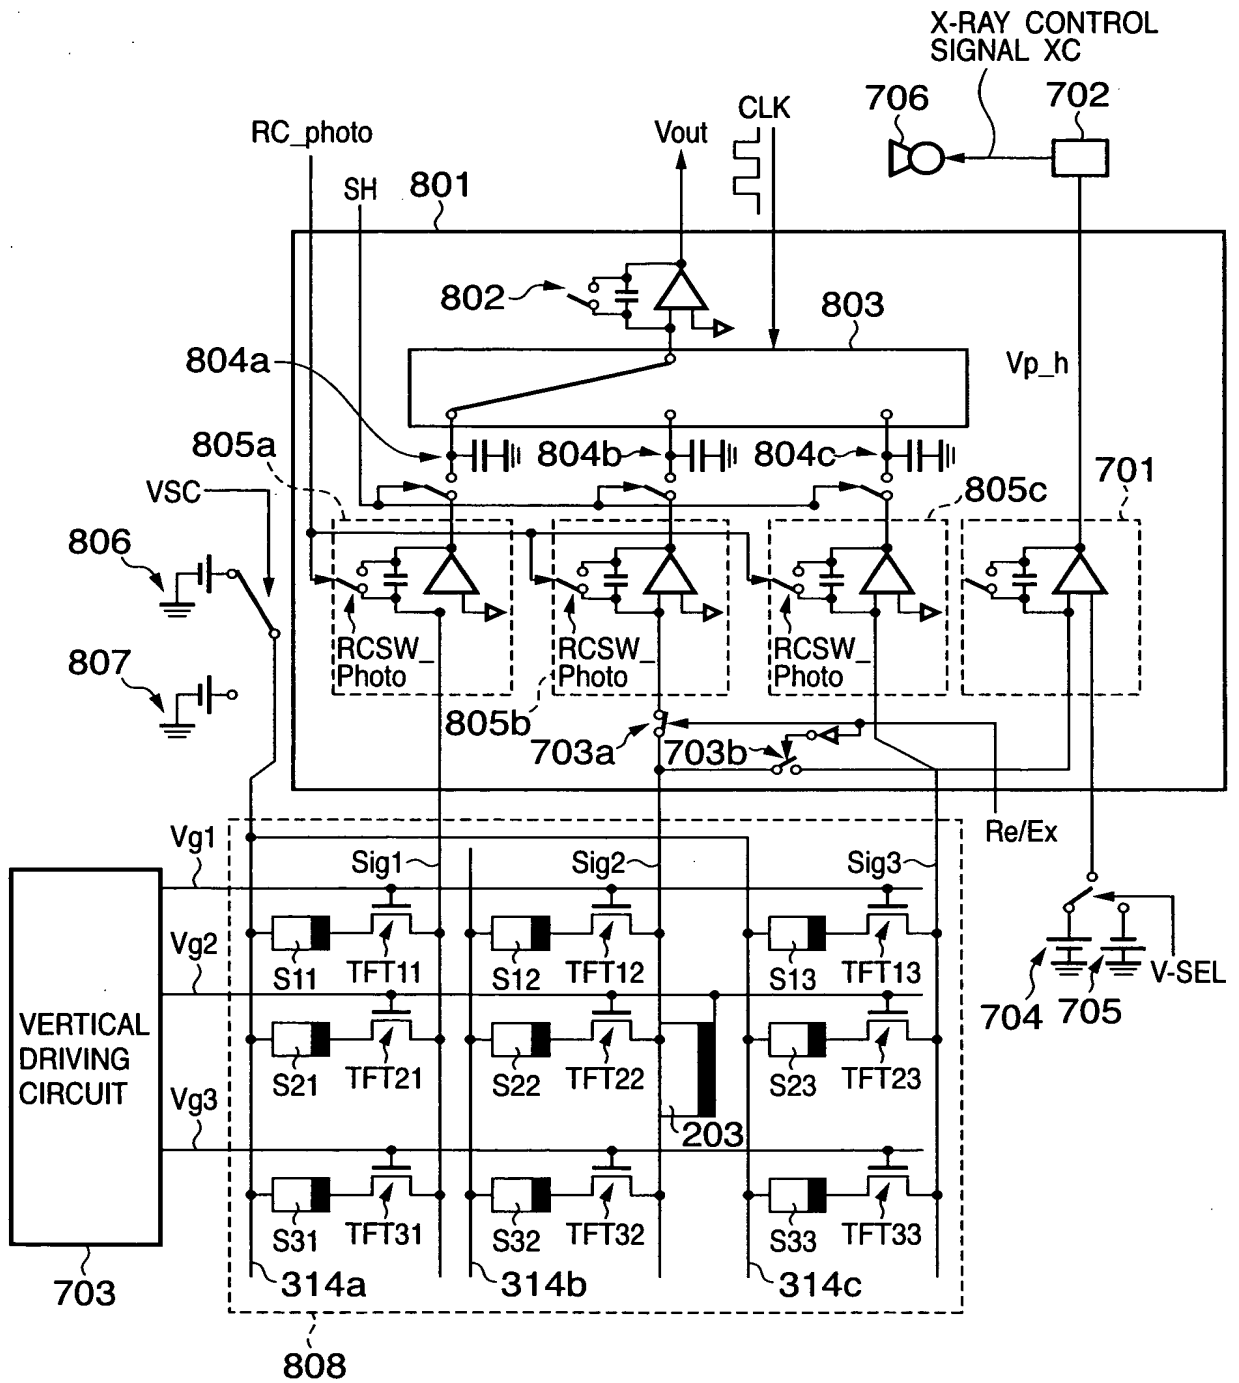 X-RAY CONTROL
SIGNAL XC
706
702
CLK
RC_photo
Vout
SH
801
802
803
804a
Vp_h
805a
804b
804c
701
VSC
805c
806
RCSW_
Photo
RCSW_
Photo
RCSW_
Photo
807
805b
703a
703b
Re/Ex
Vg1
Sig1
Sig2
Sig3
Vg2
S11
TFT11
S12
TFT12
S13
TFT13
V-SEL
704
705
VERTICAL
DRIVING
CIRCUIT
S21
TFT21
S22
TFT22
S23
TFT23
Vg3
203
S31
TFT31
S32
TFT32
S33
TFT33
703
314a
314b
314c
808